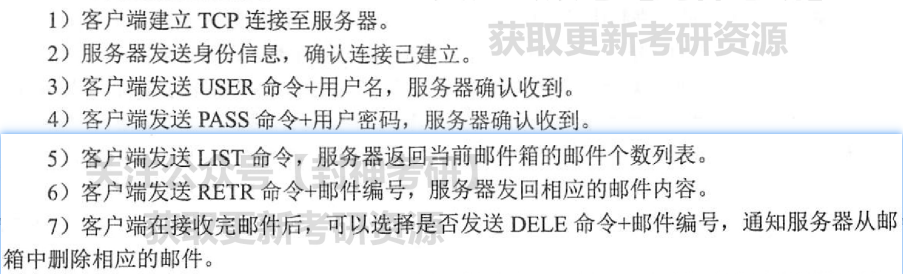 1）客户端建立 TCP 连接至服务器。
获取更新考研资源
2）服务器发送身份信息，确认连接已建立。
3）客户端发送 USER 命令+用户名，服务器确认收到。
4）客户端发送 PASS 命令+用户密码，服务器确认收到。
5）客户端发送 LIST 命令，服务器返回当前邮件箱的邮件个数列表。
关注公众号【封神考研】
6）客户端发送 RETR 命令+邮件编号，服务器发回相应的邮件内容。
7）客户端在接收完邮件后，可以选择是否发送 DELE 命令+邮件编号，通知服务器从邮
获取更新考研资源
箱中删除相应的邮件。